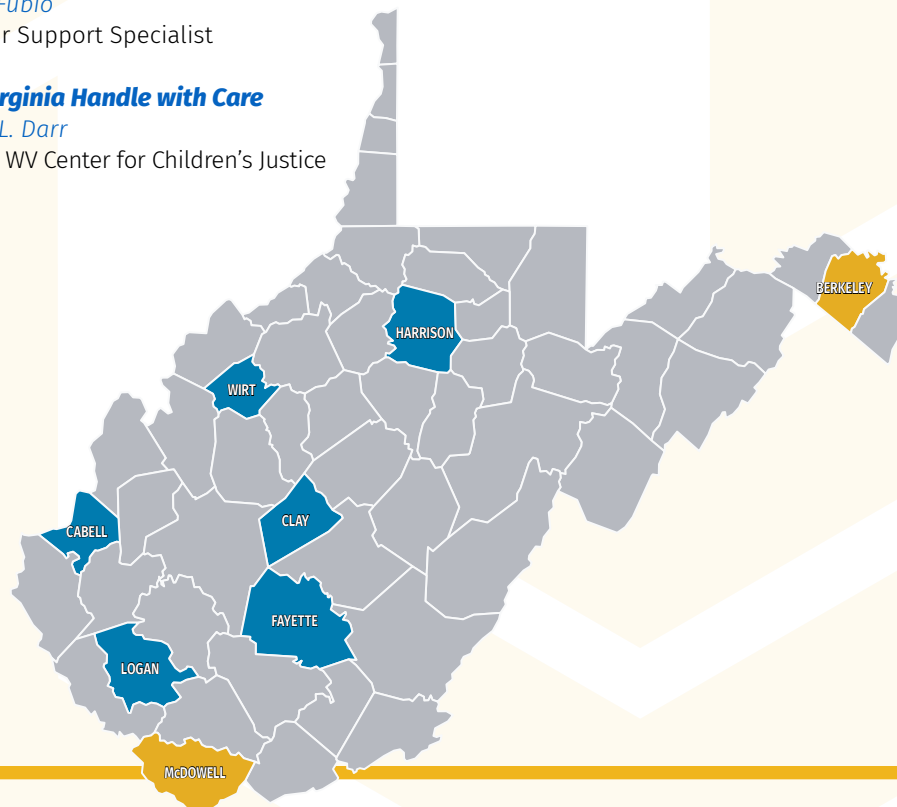 Fubio
r Support Specialist
rginia Handle with Care
L. Darr
WV Center for Children's Justice
BERKELEY
HARRISON
WIRT
CLAY
CABELL
FAYETTE
LOGAN
McDOWELL